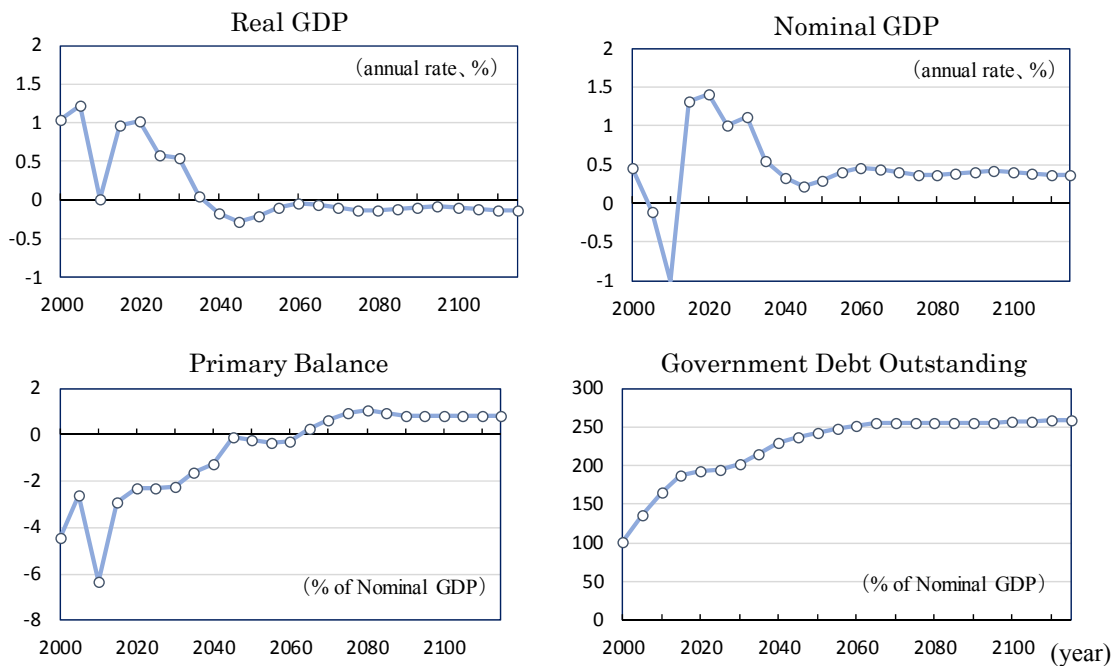 Real GDP
(annual rate、%)
2
1.5
1
0.5
0
-0.5
-1
2000 2020 2040 2060 2080 2100
Nominal GDP
(annual rate、%)
2
1.5
1
0.5
0
-0.5
-1
2000 2020 2040 2060 2080 2100
Primary Balance
2
0
-2
-4
-6
-8
(% of Nominal GDP)
2000 2020 2040 2060 2080 2100
Government Debt Outstanding
300
250
200
150
100
50
0
(% of Nominal GDP)
2000 2020 2040 2060 2080 2100 (year)